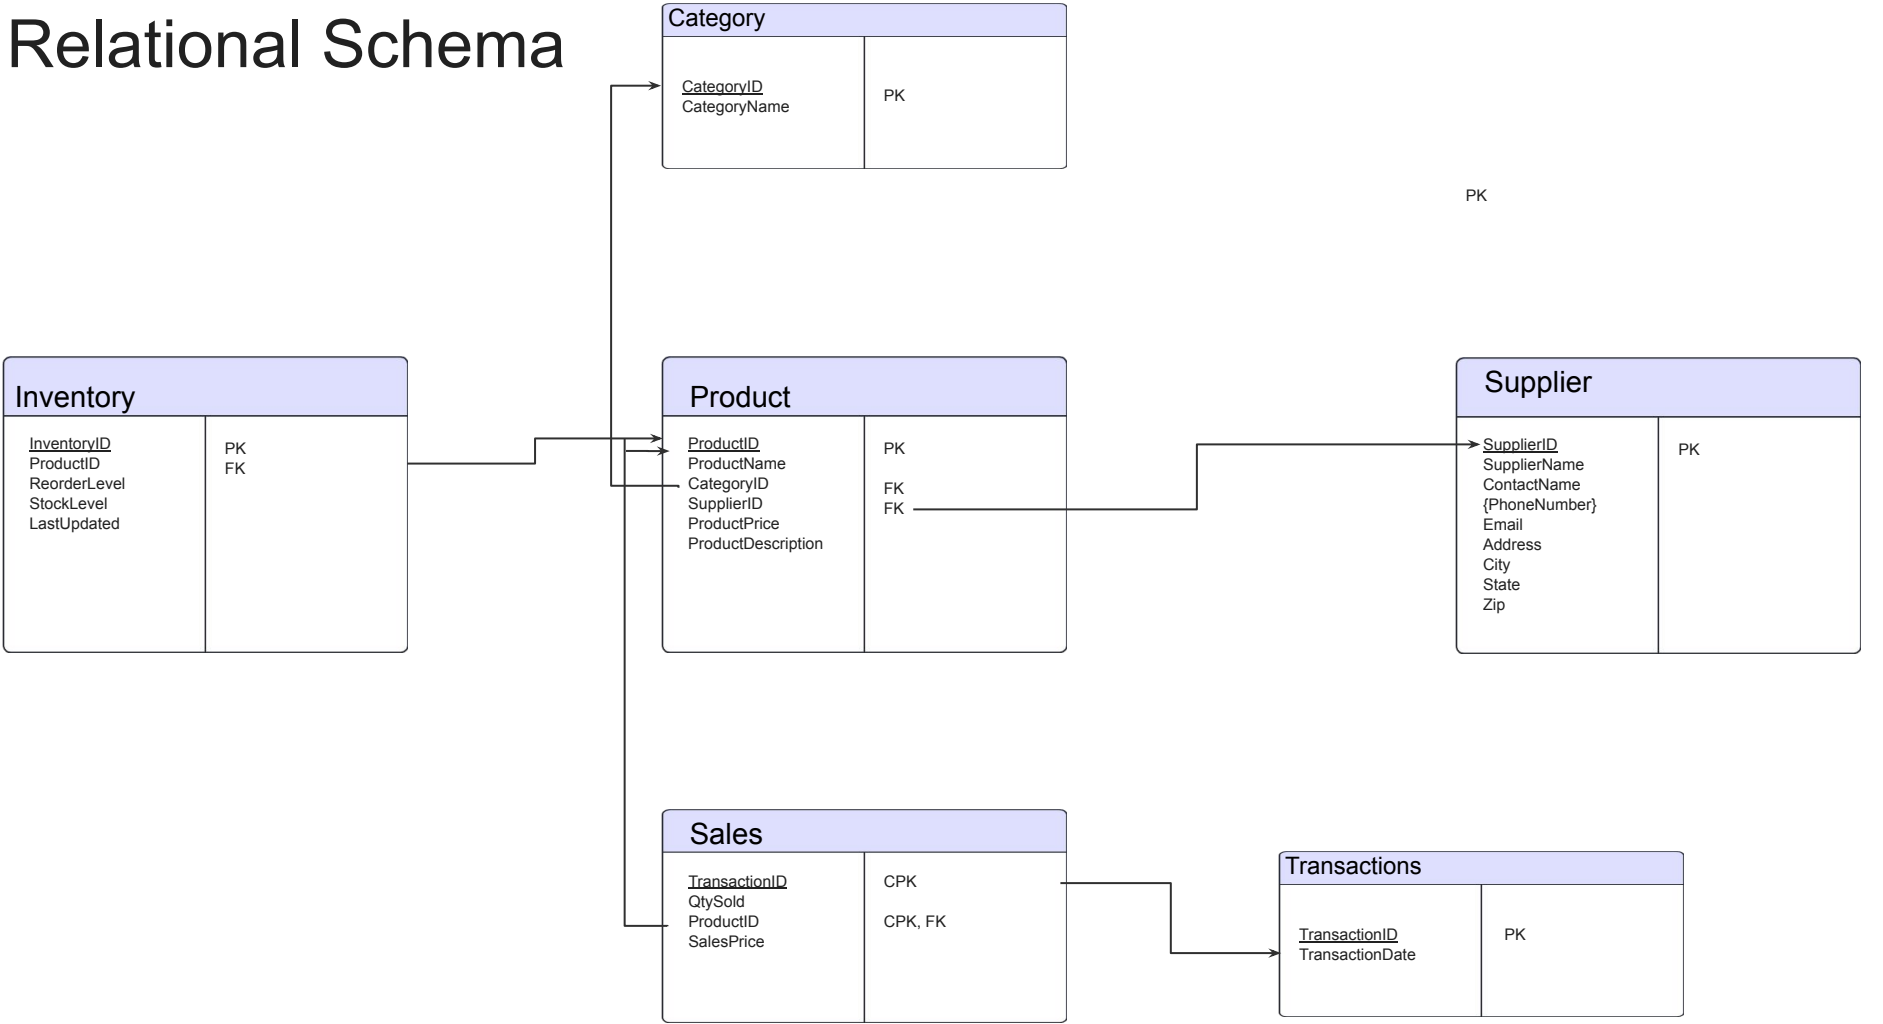 Relational Schema
Category
CategoryID
CategoryName
PK
PK
Inventory
InventoryID
ProductID
ReorderLevel
StockLevel
LastUpdated
PK
FK
Product
ProductID
ProductName
CategoryID
SupplierID
ProductPrice
ProductDescription
PK
FK
FK
Supplier
SupplierID
SupplierName
ContactName
{PhoneNumber}
Email
Address
City
State
Zip
PK
Sales
TransactionID
QtySold
ProductID
SalesPrice
CPK
CPK, FK
Transactions
TransactionID
TransactionDate
PK